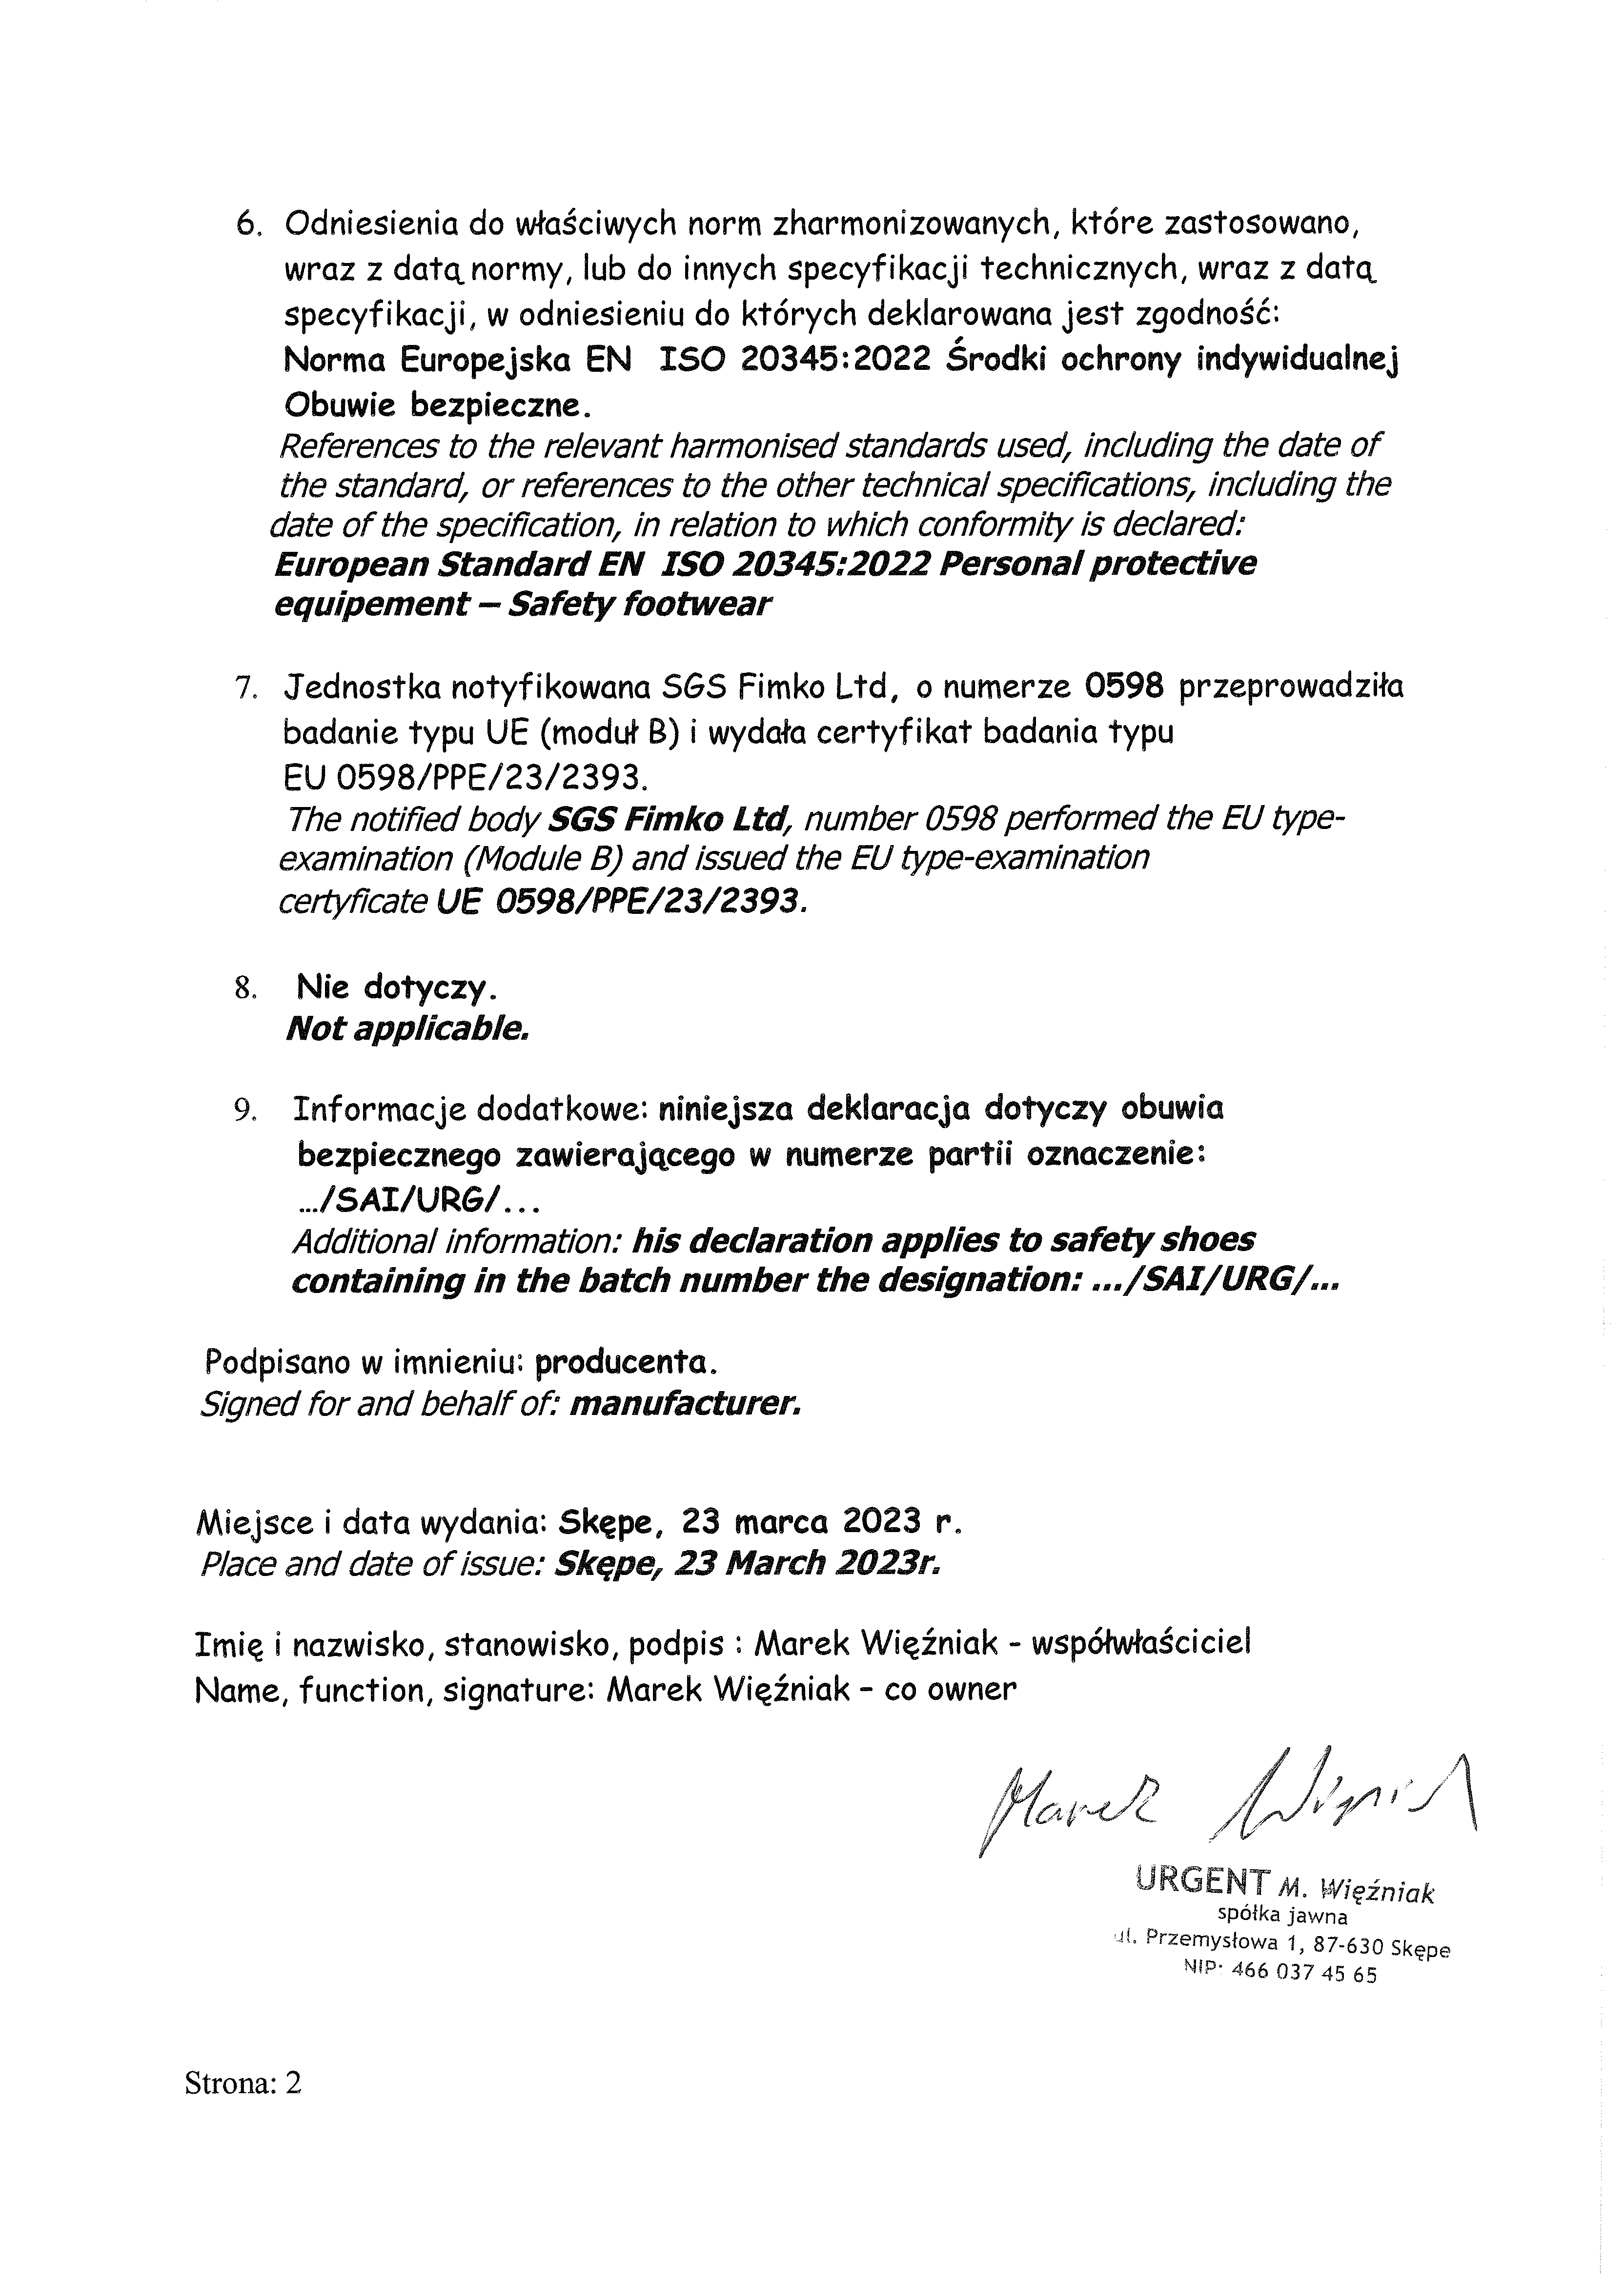 6. Odniesienia do właściwych norm zharmonizowanych, które zastosowano,
wraz z datą normy, lub do innych specyfikacji technicznych, wraz z datą
specyfikacji, w odniesieniu do których deklarowana jest zgodność:
Norma Europejska EN ISO 20345:2022 Środki ochrony indywidualnej
Obuwie bezpieczne.
References to the relevant harmonised standards used, including the date of
the standard, or references to the other technical specifications, including the
date of the specification, in relation to which conformity is declared:
European Standard EN ISO 20345:2022 Personal protective
equipement – Safety footwear
7. Jednostka notyfikowana SGS Fimko Ltd, o numerze 0598 przeprowadziła
badanie typu UE (moduł B) i wydała certyfikat badania typu
EU 0598/PPE/23/2393.
The notified body SGS Fimko Ltd, number 0598 performed the EU type-
examination (Module B) and issued the EU type-examination
certyficate UE 0598/PPE/23/2393.
8. Nie dotyczy.
Not applicable.
9. Informacje dodatkowe: niniejsza deklaracja dotyczy obuwia
bezpiecznego zawierającego w numerze partii oznaczenie:
…/SAI/URG/...
Additional information: his declaration applies to safety shoes
containing in the batch number the designation: .../SAI/URG/...
Podpisano w imnieniu: producenta.
Signed for and behalf of: manufacturer.
Miejsce i data wydania: Skępe, 23 marca 2023 r.
Place and date of issue: Skępe, 23 March 2023r.
Imię i nazwisko, stanowisko, podpis : Marek Więźniak - współwłaściciel
Name, function, signature: Marek Więźniak - co owner
Marek
URGENT M. Więźniak
spółka jawna
ul. Przemysłowa 1, 87-630 Skępe
NIP: 466 037 45 65
Strona: 2